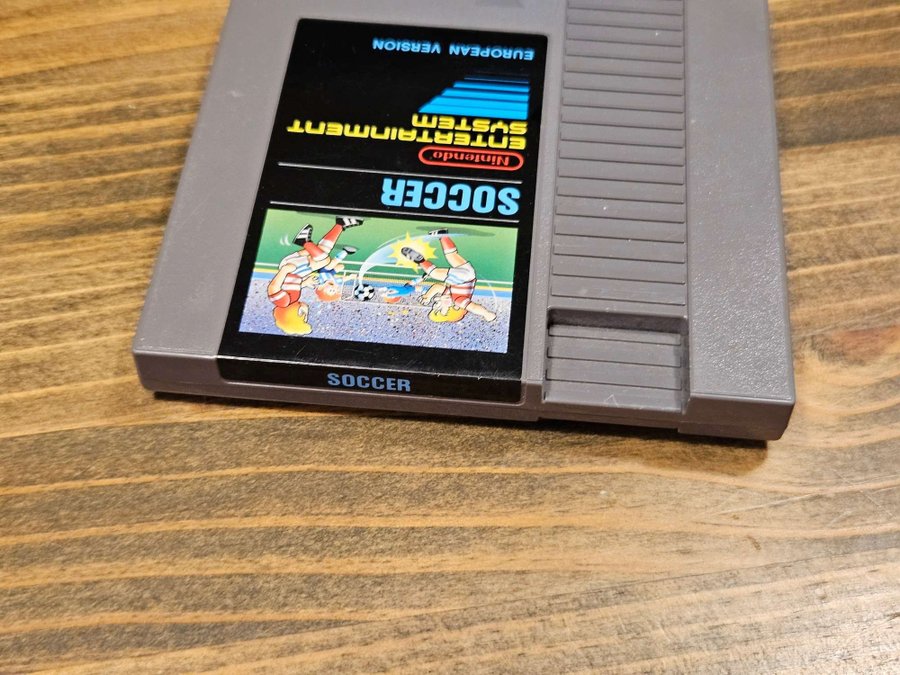 SOCCER
Nintendo®
ENTERTAINMENT
SYSTEM
EUROPEAN VERSION
SOCCER